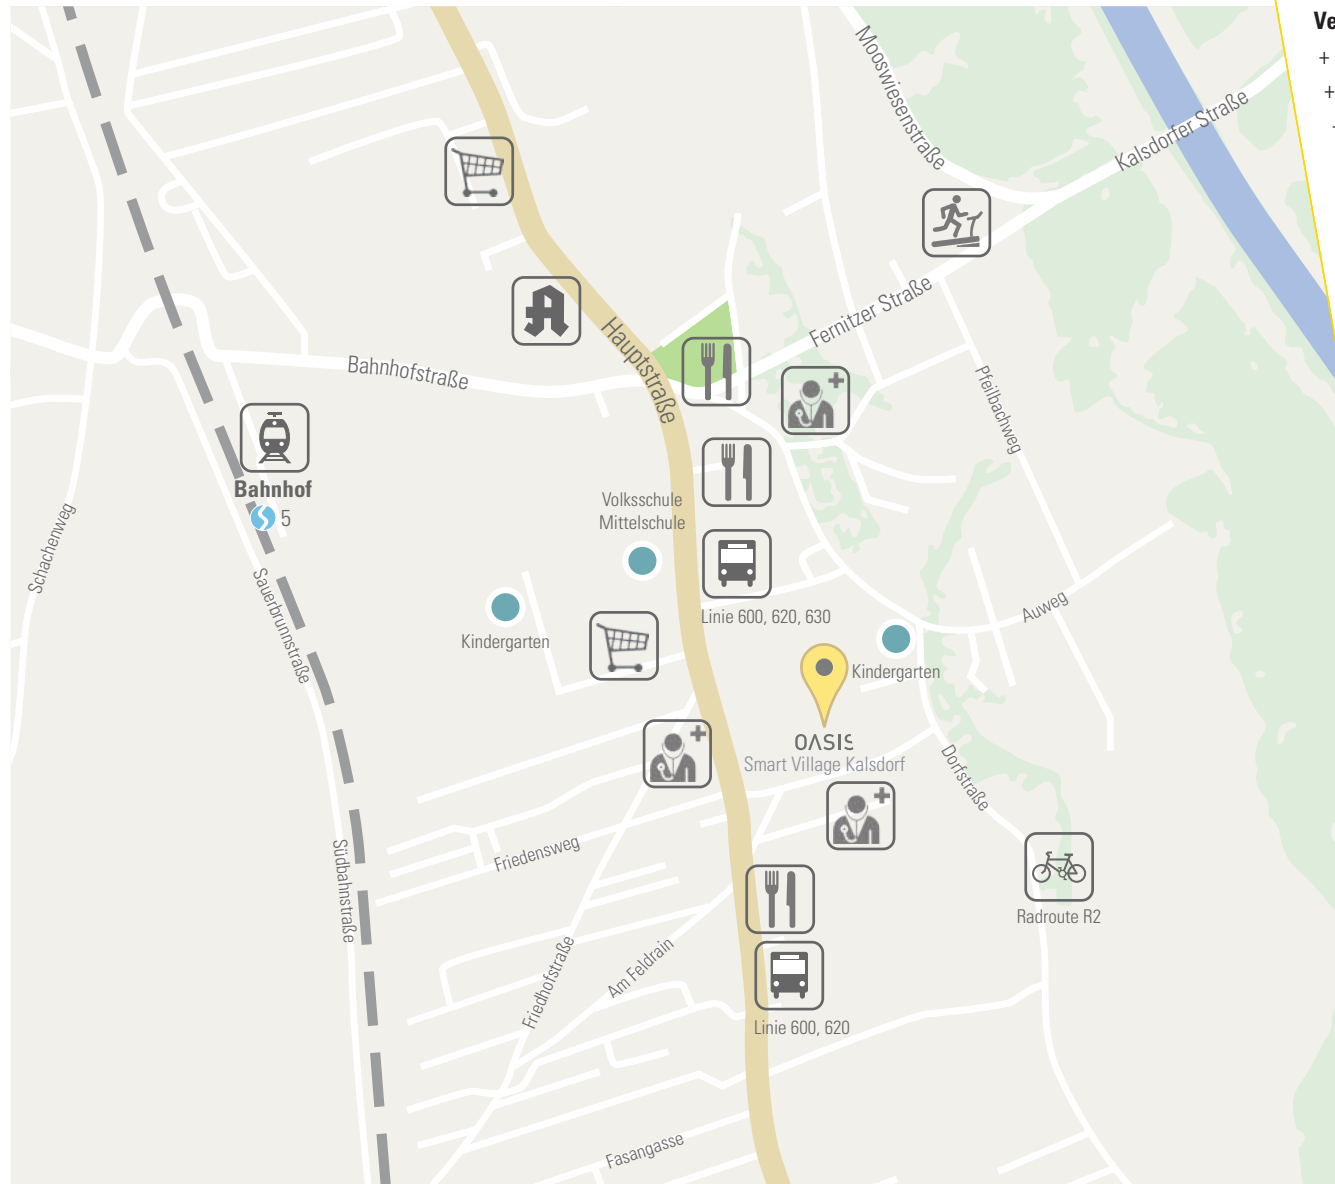 Ve
+
+
Mooswiesenstraße
Kalsdorfer Straße
Fernitzer Straße
Hauptstraße
Bahnhofstraße
Pfeilbachweg
Bahnhof
5
Volksschule
Mittelschule
Schachenweg
Sauerbrunnstraße
Linie 600, 620, 630
Auweg
Kindergarten
Kindergarten
OASIS
Smart Village Kalsdorf
Dorfstraße
Friedensweg
Südbahnstraße
Radroute R2
Friedhofstraße
Am Feldrain
Linie 600, 620
Fasangasse